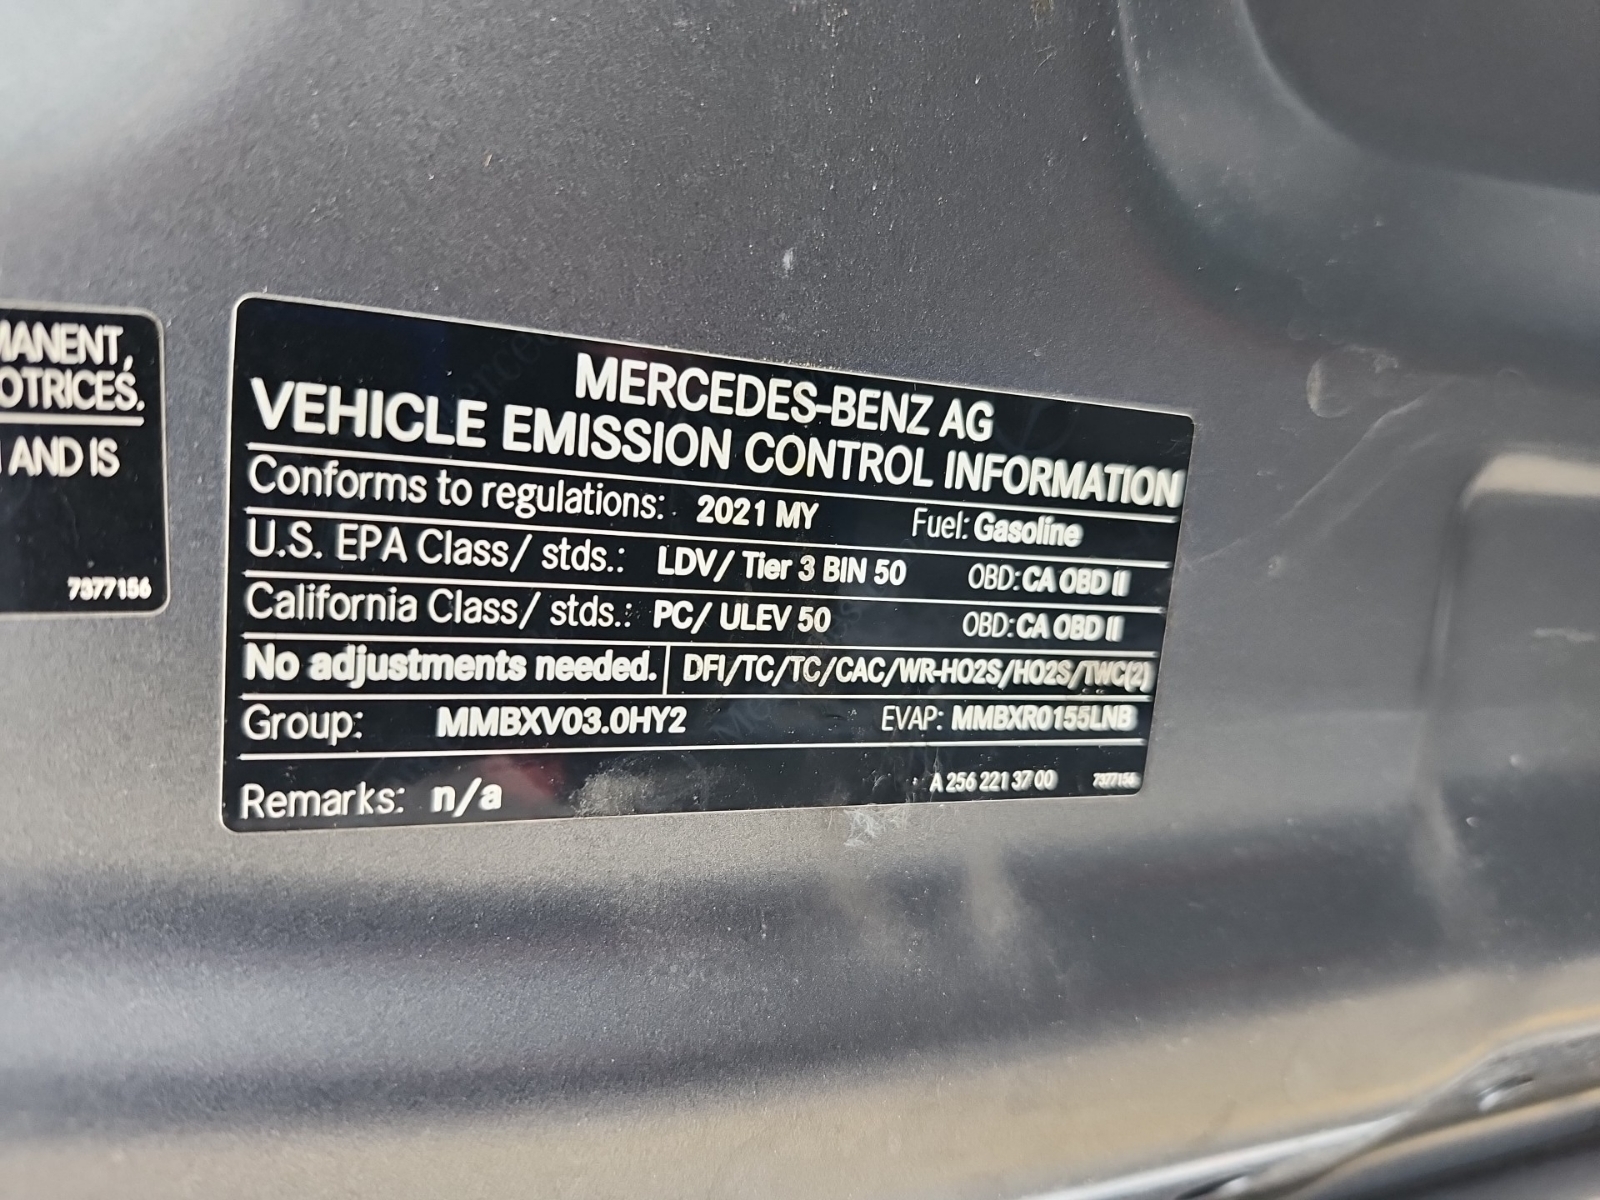 MANENT,
OTRICES.
AND IS
7377156
MERCEDES-BENZ AG
VEHICLE EMISSION CONTROL INFORMATION
Conforms to regulations: 2021 MY Fuel: Gasoline
U.S. EPA Class/ stds.: LDV/ Tier 3 BIN 50 OBD: CA OBD II
California Class/ stds.: PC/ ULEV 50 OBD: CA OBD II
No adjustments needed. DFI/TC/TC/CAC/WR-HO2S/HO2S/TWC(2)
Group: MMBXV03.0HY2 EVAP: MMBXR0155LNB
Remarks: n/a A 256 221 37 00 7377156